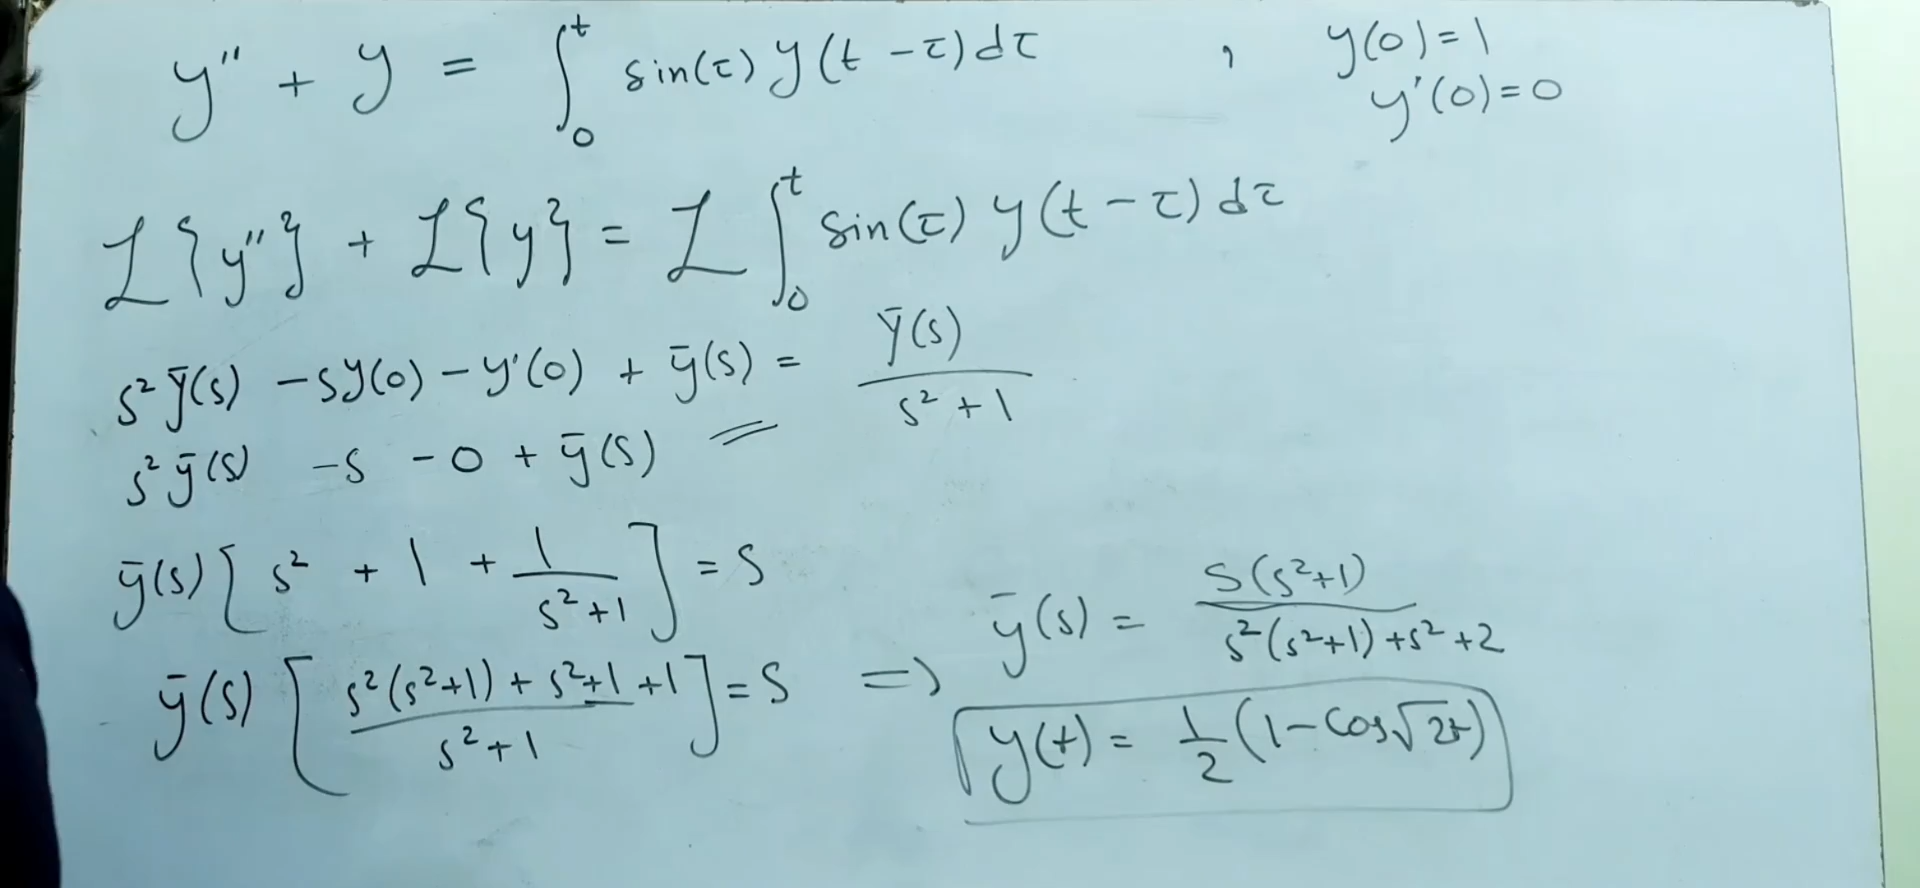 y'' + y = ∫₀ᵗ sin(τ) y(t - τ) dτ , y(0) = 1
y'(0) = 0
ℒ{y''} + ℒ{y} = ℒ ∫₀ᵗ sin(τ) y(t - τ) dτ
s² ȳ(s) - sy(0) - y'(0) + ȳ(s) = ȳ(s) / (s² + 1)
s² ȳ(s) - s - 0 + ȳ(s) =
ȳ(s) [ s² + 1 + 1 / (s² + 1) ] = s
ȳ(s) [ (s²(s²+1) + s²+1 + 1) / (s² + 1) ] = s ⇒ ȳ(s) = s(s²+1) / (s²(s²+1) + s² + 2)
y(t) = 1/2 (1 - cos√2t)